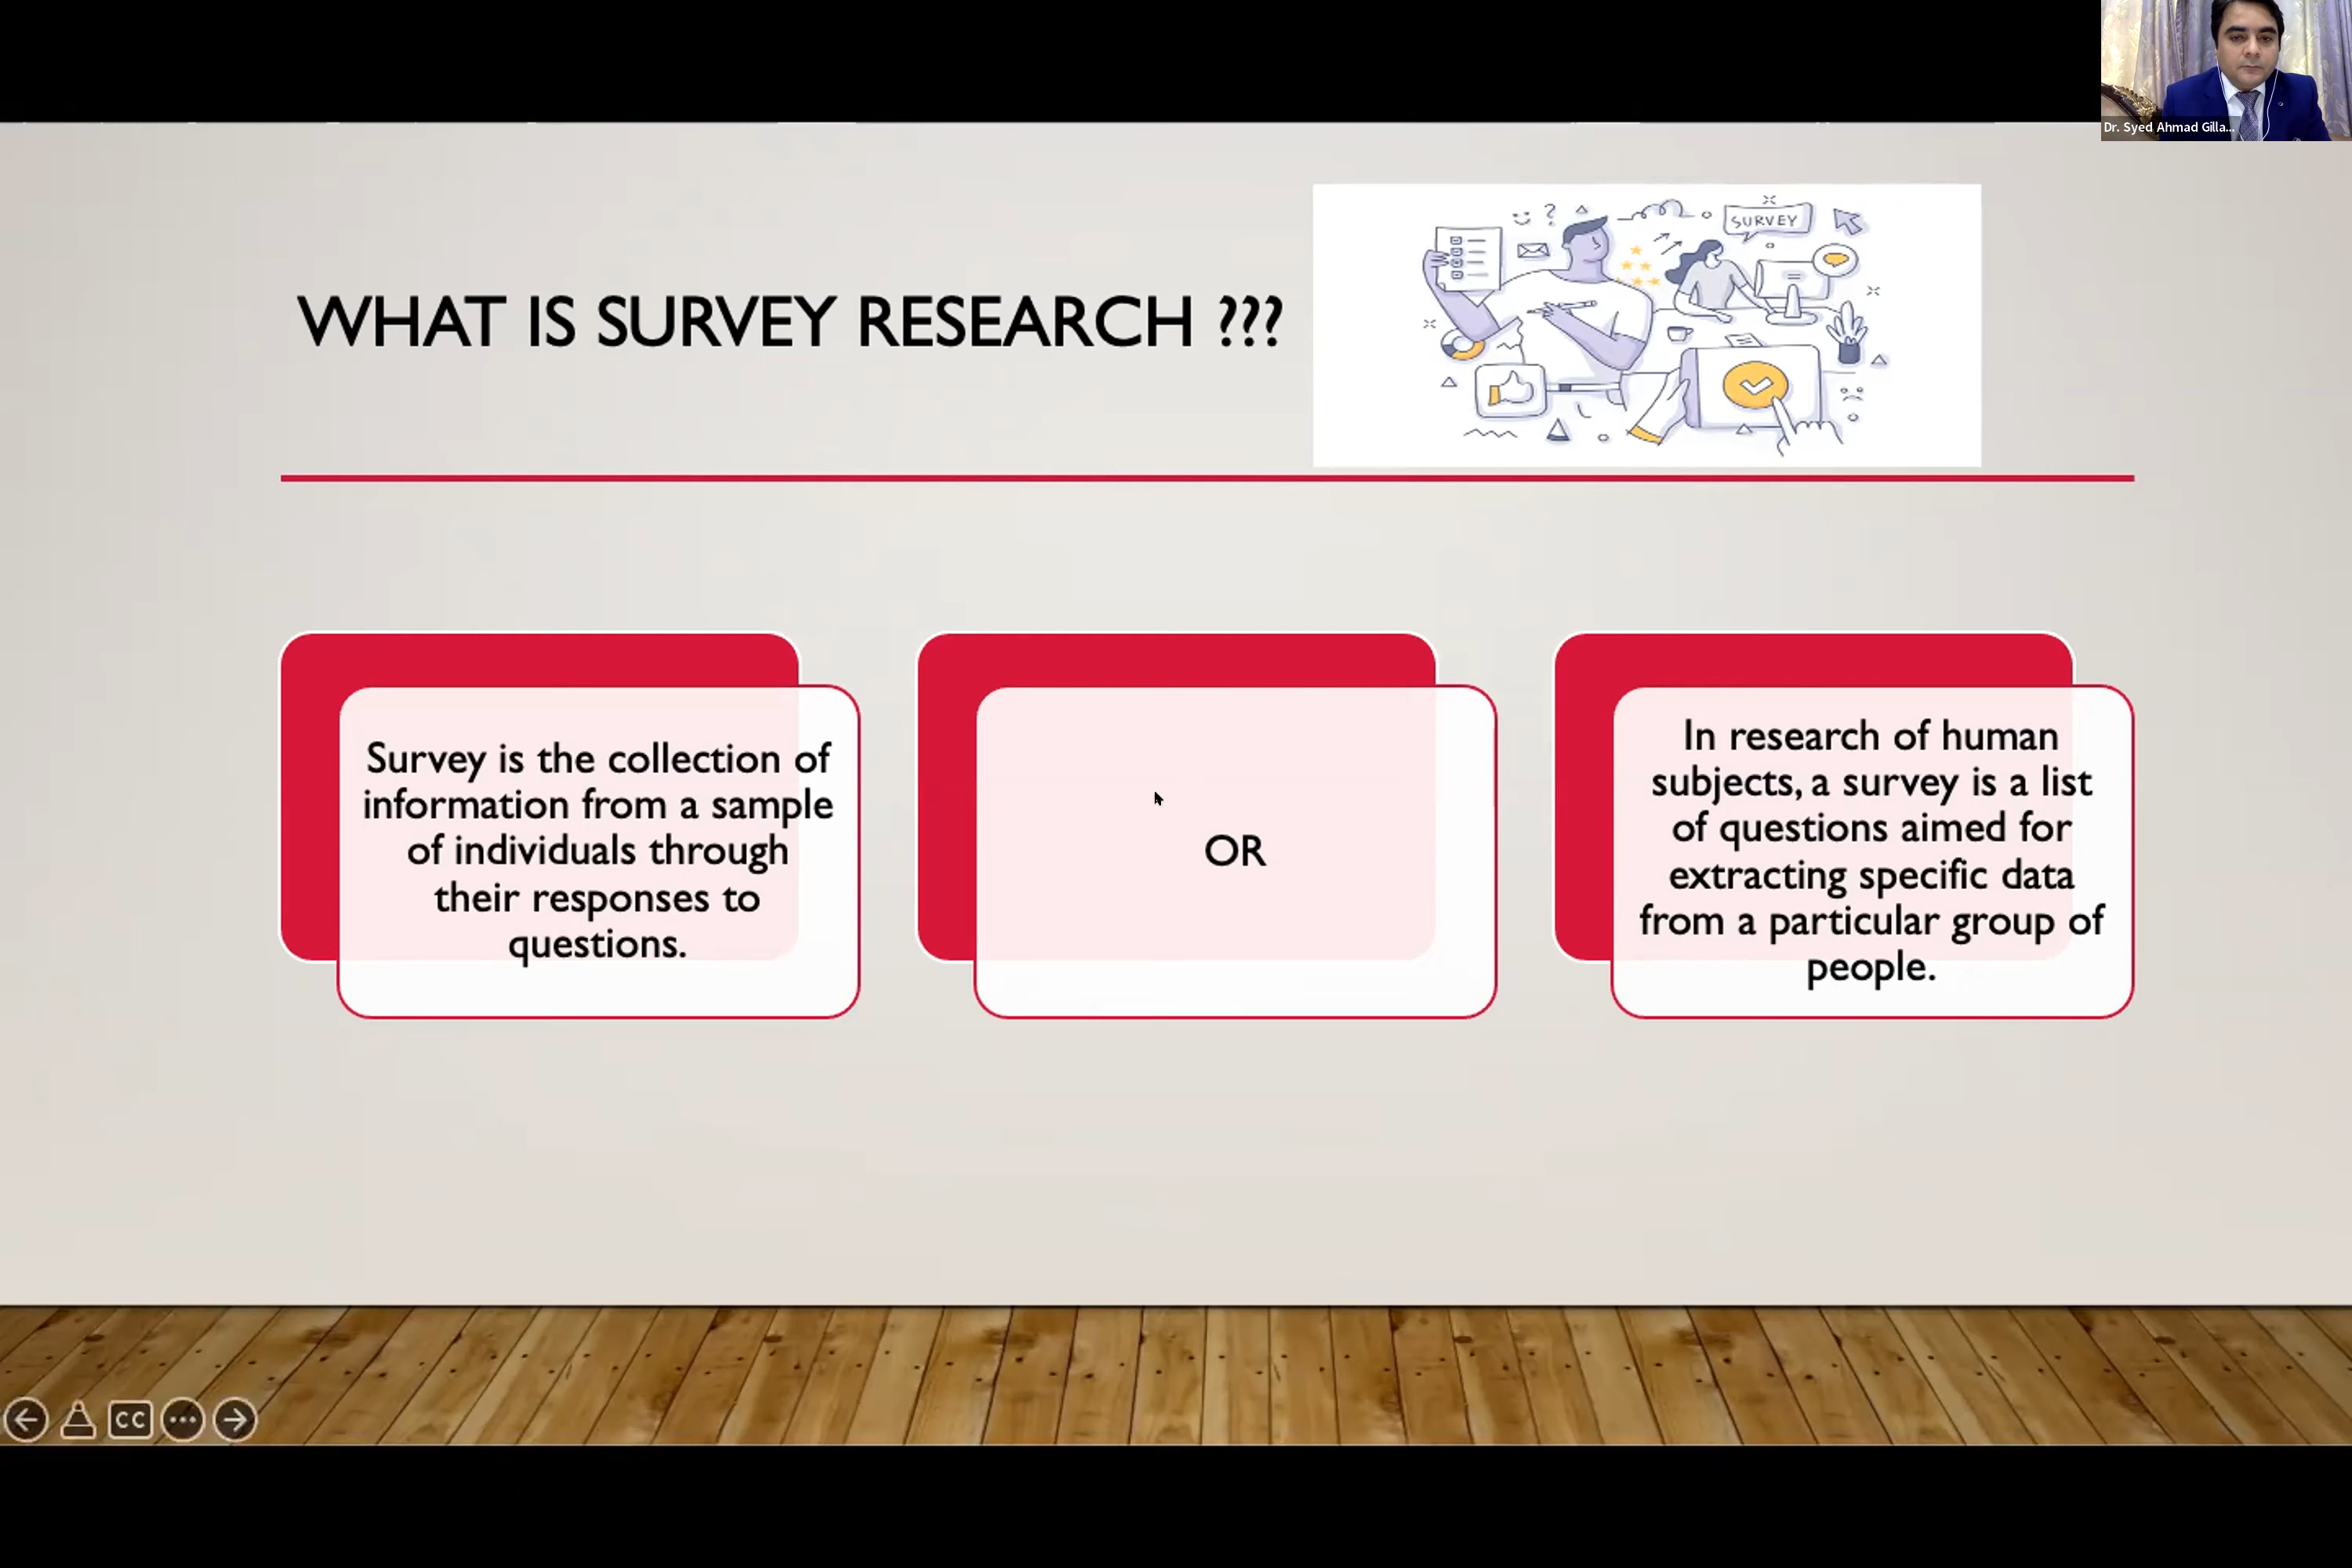 Dr. Syed Ahmad Gilla...
SURVEY
WHAT IS SURVEY RESEARCH ???
Survey is the collection of
information from a sample
of individuals through
their responses to
questions.
OR
In research of human
subjects, a survey is a list
of questions aimed for
extracting specific data
from a particular group of
people.
CC